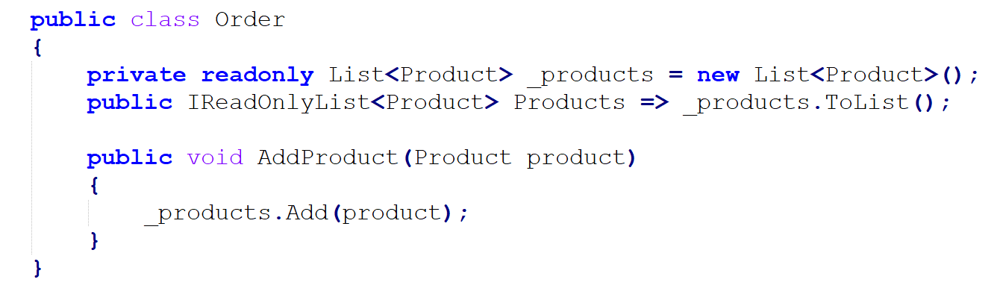 public class Order
{
    private readonly List<Product> _products = new List<Product>();
    public IReadOnlyList<Product> Products => _products.ToList();

    public void AddProduct(Product product)
    {
        _products.Add(product);
    }
}